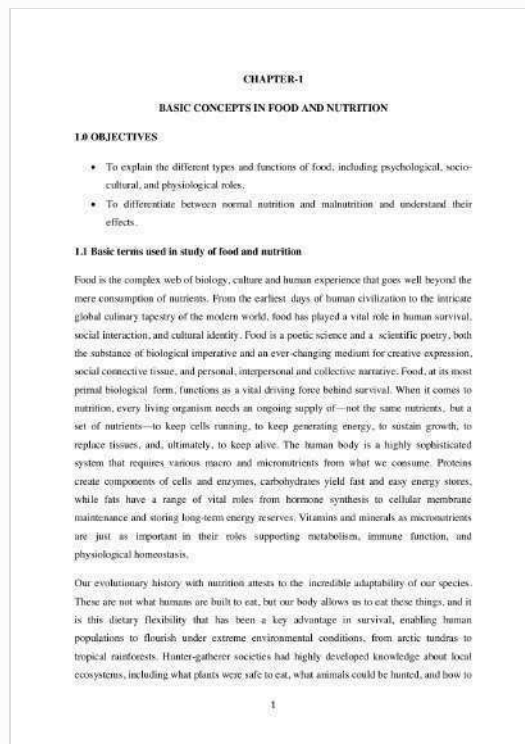 CHAPTER-1
BASIC CONCEPTS IN FOOD AND NUTRITION
1.0 OBJECTIVES
• To explain the different types and functions of food, including psychological, socio-
cultural, and physiological roles.
• To differentiate between normal nutrition and malnutrition and understand their
effects.
1.1 Basic terms used in study of food and nutrition
Food is the complex web of biology, culture and human experience that goes well beyond the
mere consumption of nutrients. From the earliest days of human civilization to the intricate
global culinary tapestry of the modern world, food has played a vital role in human survival,
social interaction, and cultural identity. Food is a poetic science and a scientific poetry, both
the substance of biological imperative and an ever-changing medium for creative expression,
social connective tissue, and personal, interpersonal and collective narrative. Food, at its most
primal biological form, functions as a vital driving force behind survival. When it comes to
nutrition, every living organism needs an ongoing supply of—not the same nutrients, but a
set of nutrients—to keep cells running, to keep generating energy, to sustain growth, to
replace tissues, and, ultimately, to keep alive. The human body is a highly sophisticated
system that requires various macro and micronutrients from what we consume. Proteins
create components of cells and enzymes, carbohydrates yield fast and easy energy stores,
while fats have a range of vital roles from hormone synthesis to cellular membrane
maintenance and storing long-term energy reserves. Vitamins and minerals as micronutrients
are just as important in their roles supporting metabolism, immune function, and
physiological homeostasis.
Our evolutionary history with nutrition attests to the incredible adaptability of our species.
These are not what humans are built to eat, but our body allows us to eat these things, and it
is this dietary flexibility that has been a key advantage in survival, enabling human
populations to flourish under extreme environmental conditions, from arctic tundras to
tropical rainforests. Hunter-gatherer societies had highly developed knowledge about local
ecosystems, including what plants were safe to eat, what animals could be hunted, and how to
1